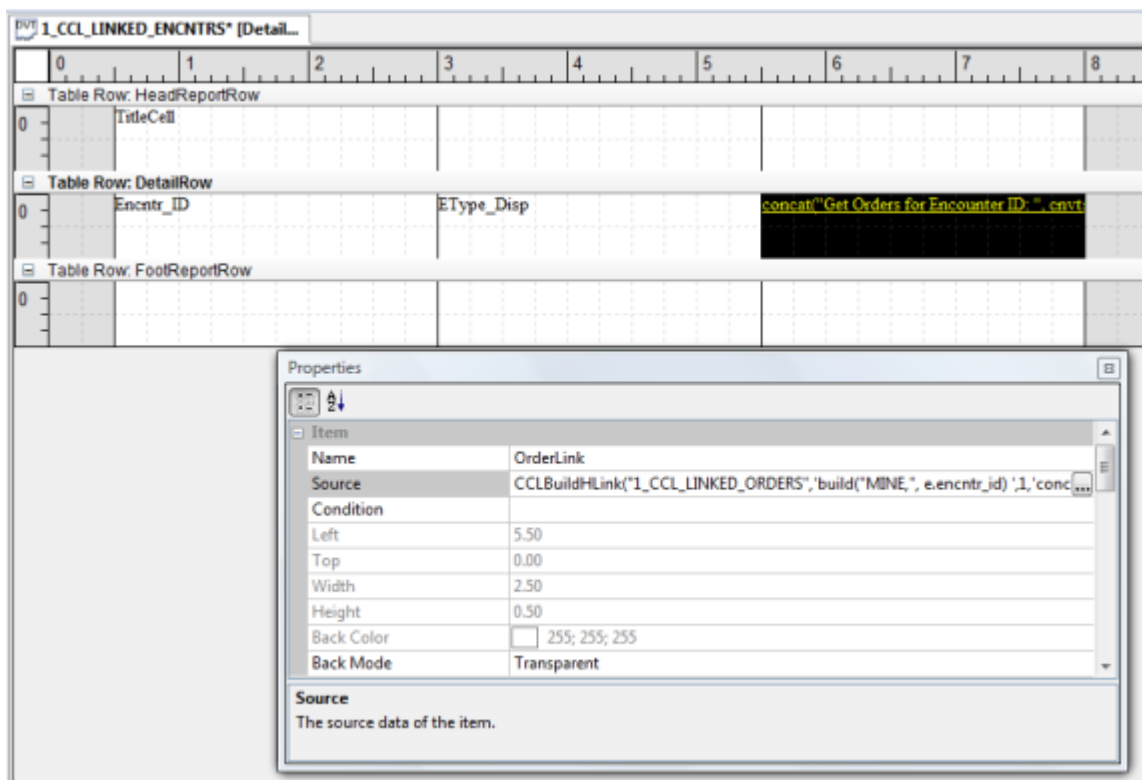 1_CCL_LINKED_ENCNTRS* [Detail...
0 1 2 3 4 5 6 7 8
Table Row: HeadReportRow
0 TitleCell
Table Row: DetailRow
0 Encntr_ID EType_Disp concat("Get Orders for Encounter ID: ", cnvt
Table Row: FootReportRow
0
Properties
Item
Name OrderLink
Source CCLBuildHLink("1_CCL_LINKED_ORDERS",'build("MINE,", e.encntr_id) ',1,'conc ...
Condition
Left 5.50
Top 0.00
Width 2.50
Height 0.50
Back Color 255; 255; 255
Back Mode Transparent
Source
The source data of the item.